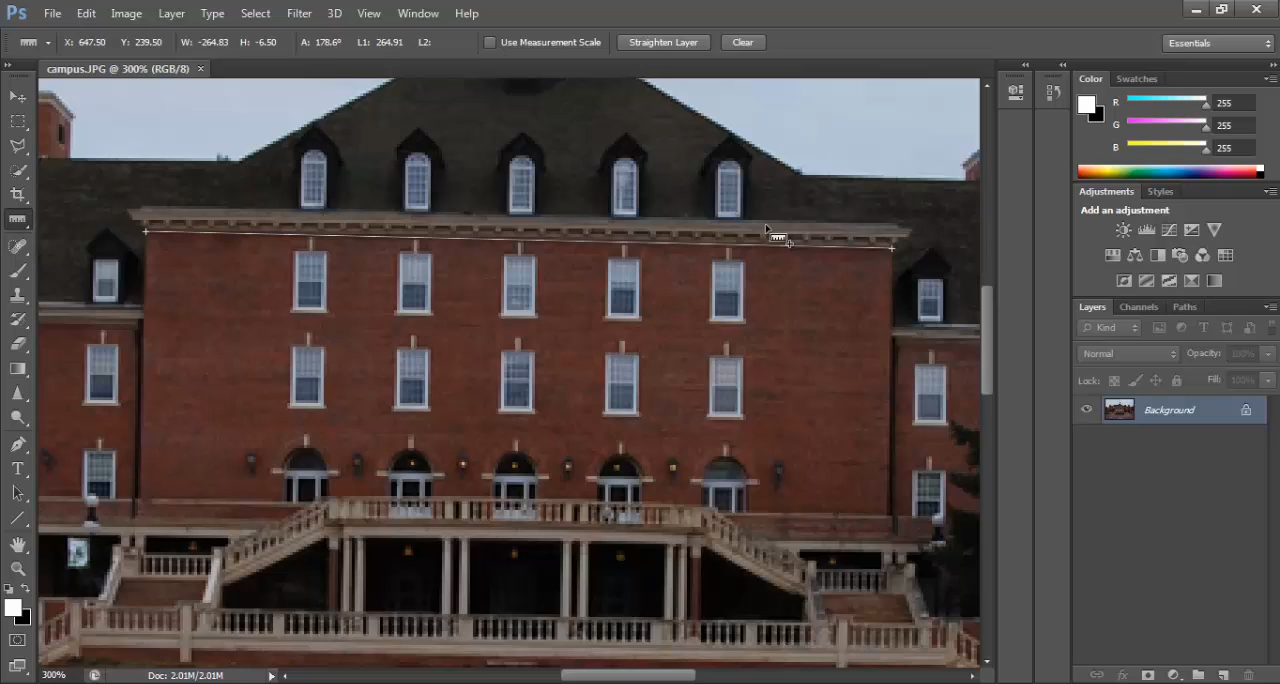 Ps File Edit Image Layer Type Select Filter 3D View Window Help
X: 647.50 Y: 239.50 W: -264.83 H: -6.50 A: 178.6° L1: 264.91 L2: Use Measurement Scale Straighten Layer Clear Essentials
campus.JPG @ 300% (RGB/8)
Color Swatches
R 255
G 255
B 255
Adjustments Styles
Add an adjustment
Layers Channels Paths
Kind
Normal Opacity: 100%
Lock: Fill: 100%
Background
300% Doc: 2.01M/2.01M